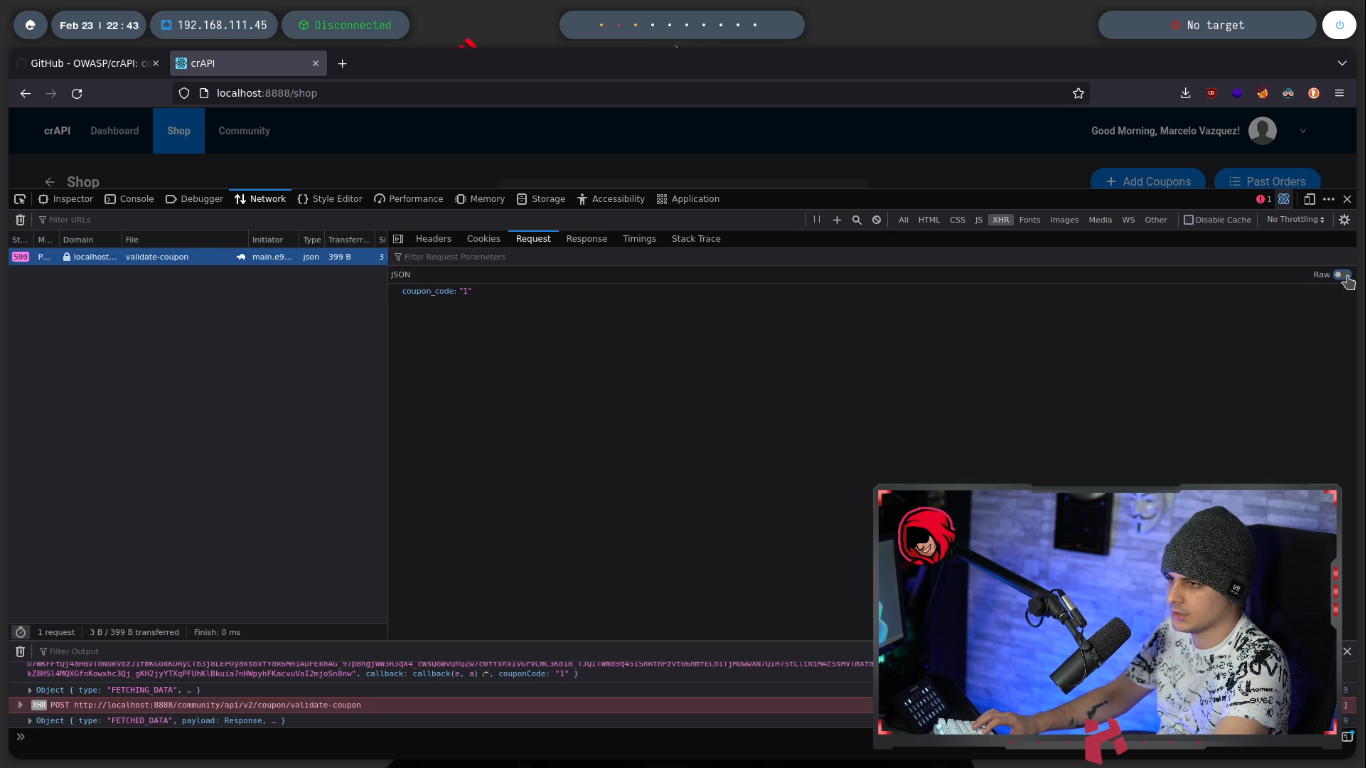 Feb 23 | 22:43
192.168.111.45
Disconnected
No target
GitHub - OWASP/crAPI: c
crAPI
localhost:8888/shop
crAPI
Dashboard
Shop
Community
Good Morning, Marcelo Vazquez!
Shop
+ Add Coupons
Past Orders
Inspector
Console
Debugger
Network
Style Editor
Performance
Memory
Storage
Accessibility
Application
1
Filter URLs
All
HTML
CSS
JS
XHR
Fonts
Images
Media
WS
Other
Disable Cache
No Throttling
St...
M...
Domain
File
Initiator
Type
Transferr...
Si
500
P...
localhost...
validate-coupon
main.e9...
json
399 B
3
Headers
Cookies
Request
Response
Timings
Stack Trace
Filter Request Parameters
JSON
Raw
coupon_code: "1"
1 request
3 B / 399 B transferred
Finish: 0 ms
Filter Output
callback: callback(e, a), couponCode: "1" }
Object { type: "FETCHING_DATA", … }
XHR POST http://localhost:8888/community/api/v2/coupon/validate-coupon
Object { type: "FETCHED_DATA", payload: Response, … }